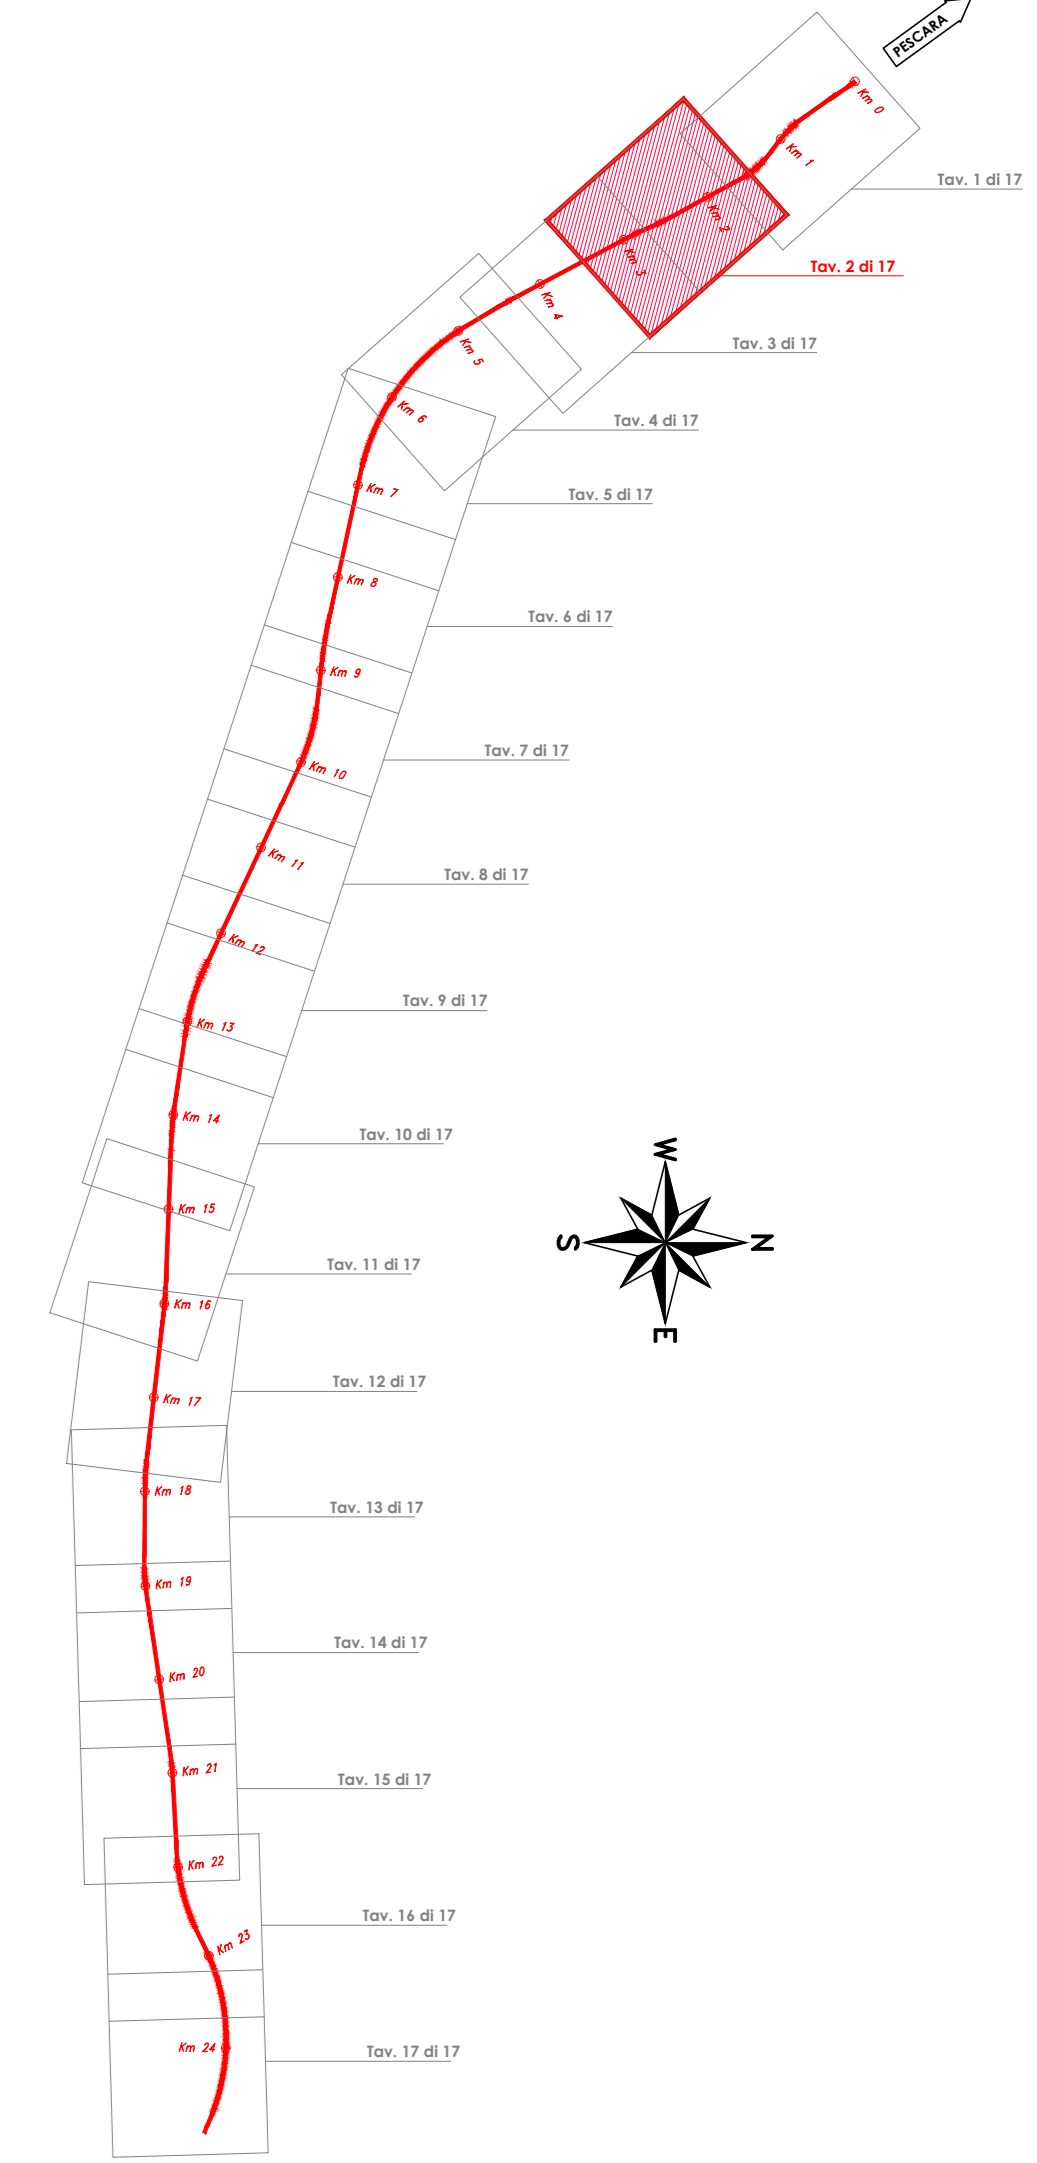 PESCARA
Km 0
Km 1
Tav. 1 di 17
Km 2
Km 3
Tav. 2 di 17
Km 4
Km 5
Tav. 3 di 17
Km 6
Tav. 4 di 17
Km 7
Tav. 5 di 17
Km 8
Tav. 6 di 17
Km 9
Tav. 7 di 17
Km 10
Km 11
Tav. 8 di 17
Km 12
Tav. 9 di 17
Km 13
Km 14
Tav. 10 di 17
W
S
N
E
Km 15
Tav. 11 di 17
Km 16
Tav. 12 di 17
Km 17
Km 18
Tav. 13 di 17
Km 19
Tav. 14 di 17
Km 20
Km 21
Tav. 15 di 17
Km 22
Tav. 16 di 17
Km 23
Km 24
Tav. 17 di 17